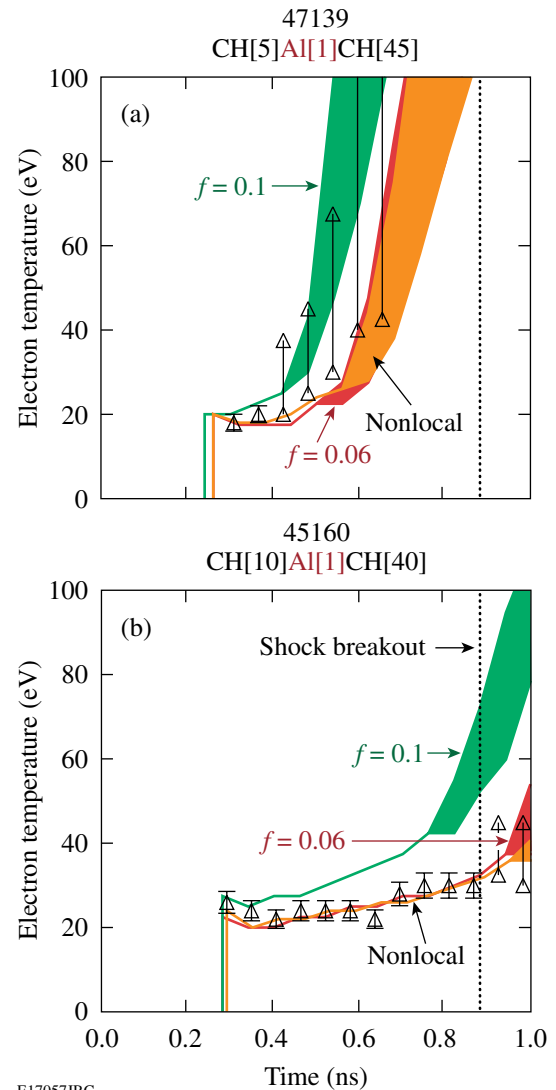 47139
CH[5]Al[1]CH[45]
100
(a)
80
f = 0.1
60
40
Nonlocal
20
f = 0.06
0
Electron temperature (eV)
45160
CH[10]Al[1]CH[40]
100
(b)
Shock breakout
80
f = 0.1
60
f = 0.06
40
20
Nonlocal
0
Electron temperature (eV)
0.0 0.2 0.4 0.6 0.8 1.0
Time (ns)